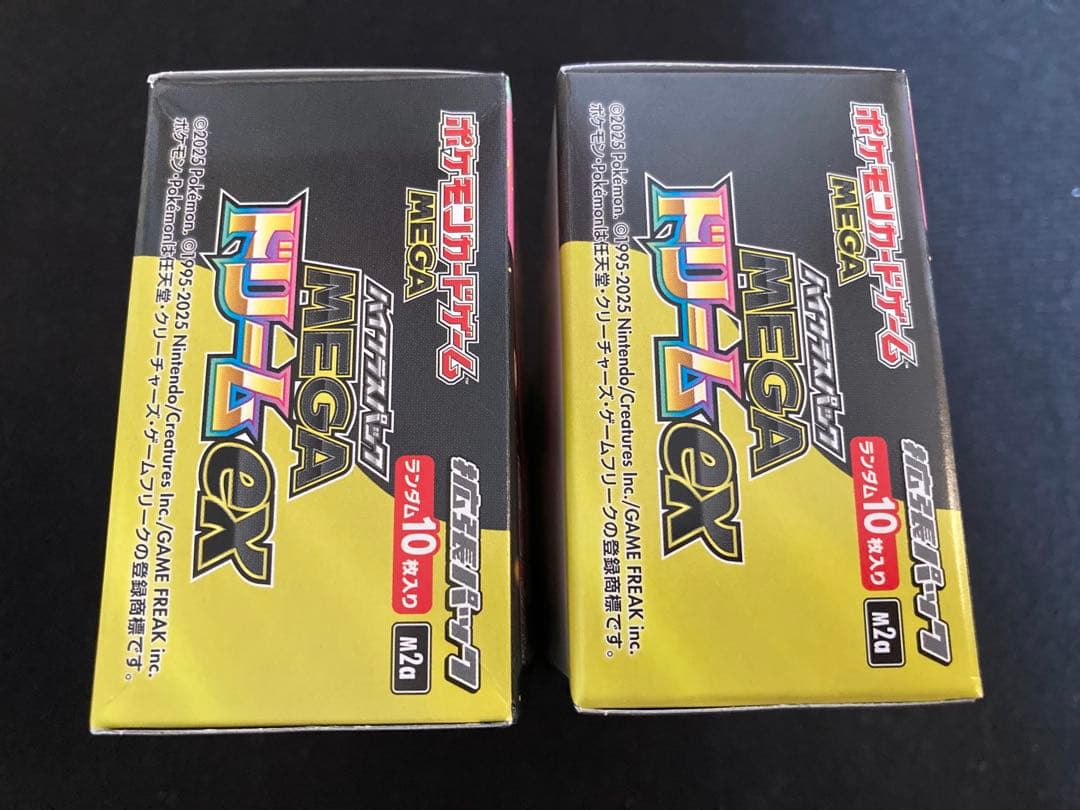 ポケモンカードゲーム
MEGA
拡張パック
ハイクラスパック
MEGA
ドリームex
ランダム10枚入り
M2a
©2025 Pokémon. ©1995-2025 Nintendo/Creatures Inc./GAME FREAK inc.
ポケモン・Pokémonは任天堂・クリーチャーズ・ゲームフリークの登録商標です。
ポケモンカードゲーム
MEGA
拡張パック
ハイクラスパック
MEGA
ドリームex
ランダム10枚入り
M2a
©2025 Pokémon. ©1995-2025 Nintendo/Creatures Inc./GAME FREAK inc.
ポケモン・Pokémonは任天堂・クリーチャーズ・ゲームフリークの登録商標です。